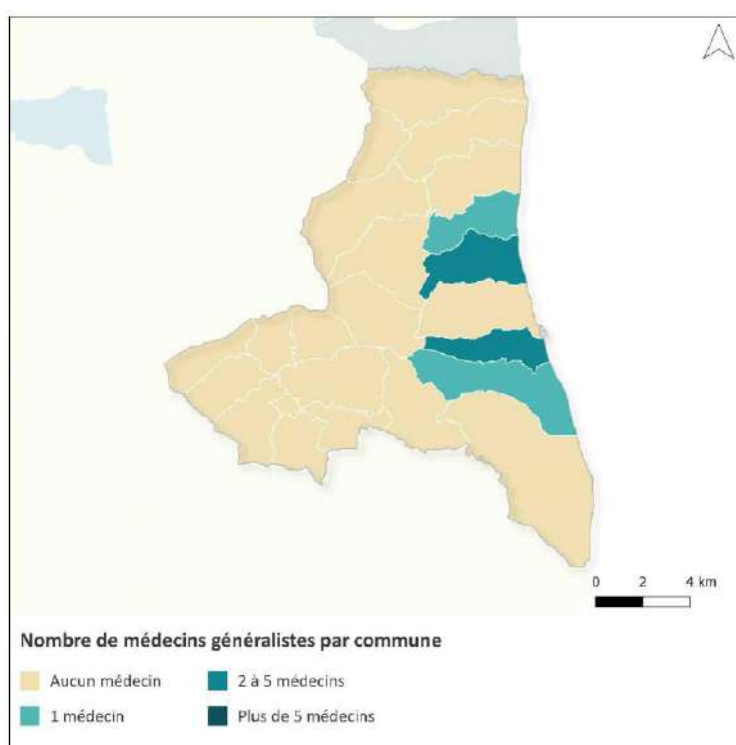 0 2 4 km
Nombre de médecins généralistes par commune
Aucun médecin
2 à 5 médecins
1 médecin
Plus de 5 médecins